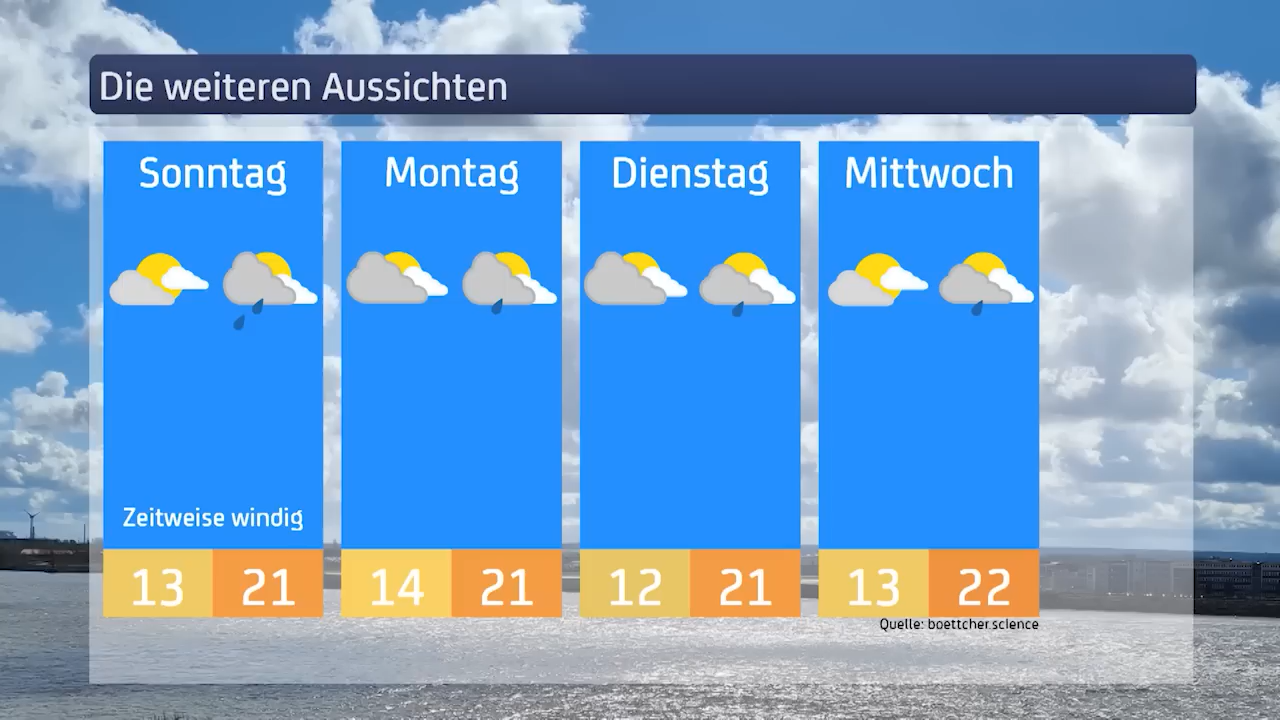 Die weiteren Aussichten
Sonntag
Montag
Dienstag
Mittwoch
Zeitweise windig
13 21
14 21
12 21
13 22
Quelle: boettcher.science